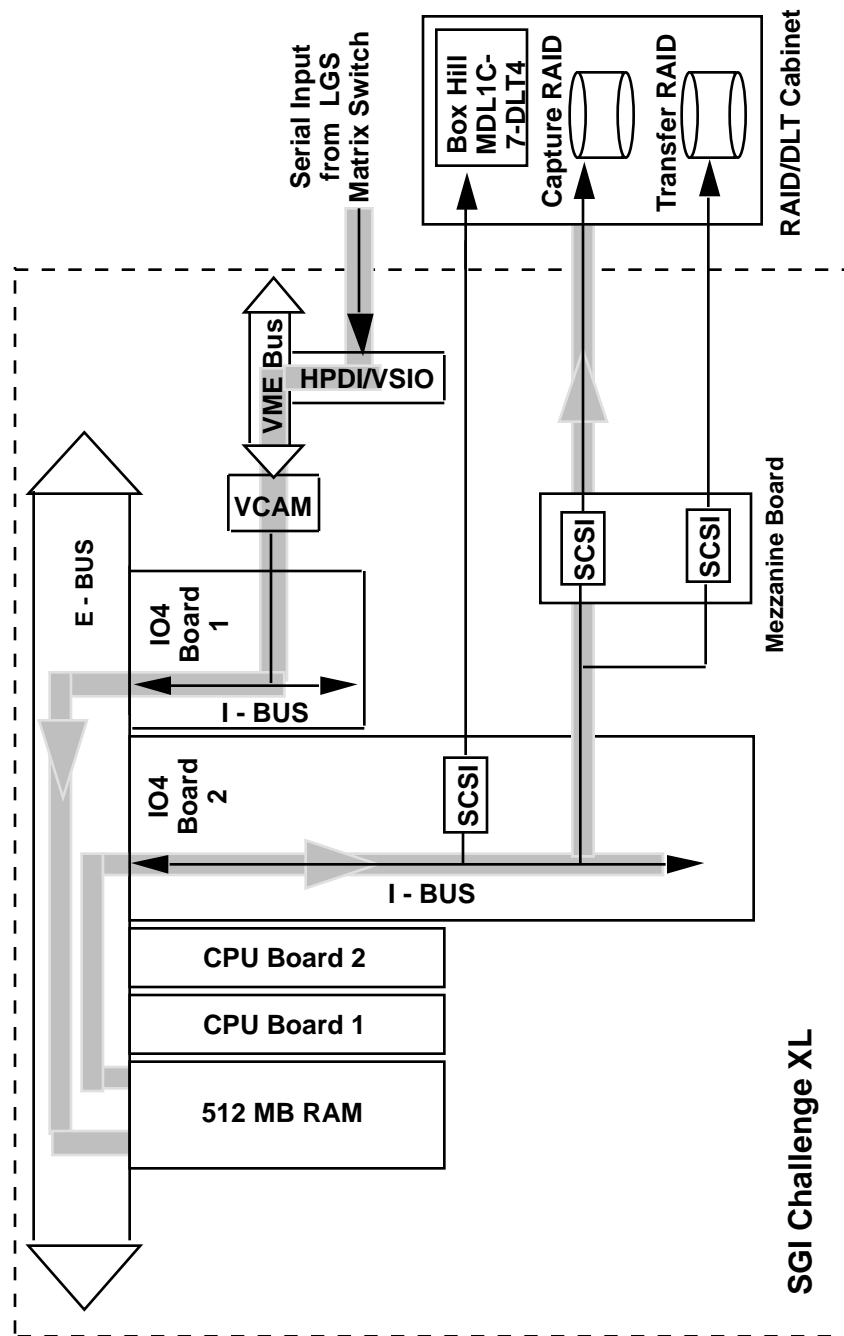 Serial Input
from LGS
Matrix Switch
Box Hill
MDL1C-
7-DLT4
Capture RAID
Transfer RAID
RAID/DLT Cabinet
VME Bus
HPDI/VSIO
VCAM
E - BUS
IO4
Board
1
I - BUS
SCSI
SCSI
Mezzanine Board
IO4
Board
2
SCSI
I - BUS
CPU Board 2
CPU Board 1
512 MB RAM
SGI Challenge XL